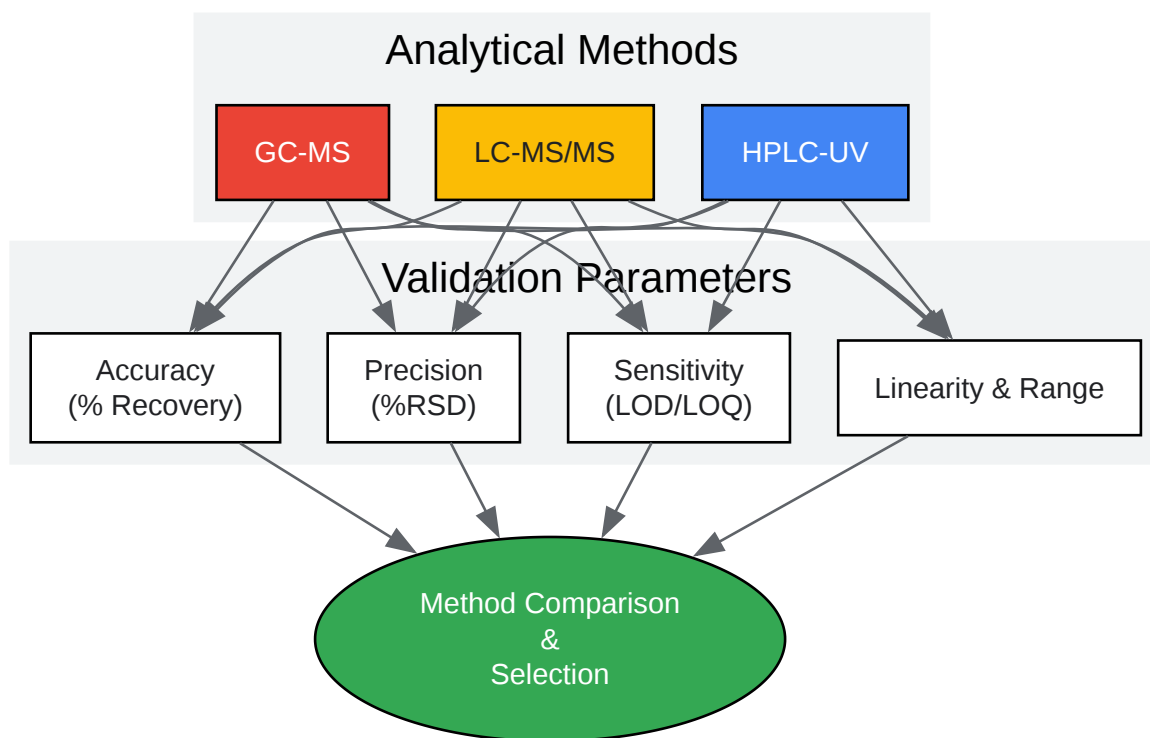 Analytical Methods
GC-MS
LC-MS/MS
HPLC-UV
Validation Parameters
Accuracy
(% Recovery)
Precision
(%RSD)
Sensitivity
(LOD/LOQ)
Linearity & Range
Method Comparison
&
Selection